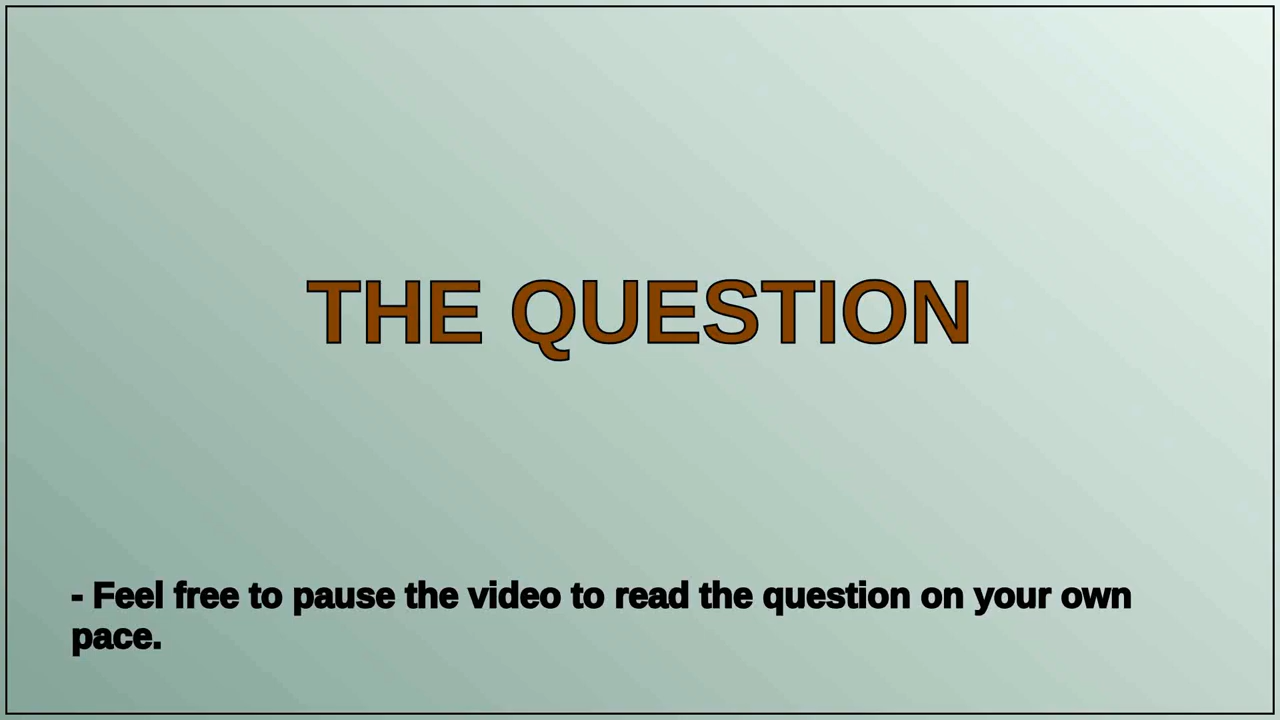 THE QUESTION
- Feel free to pause the video to read the question on your own
pace.